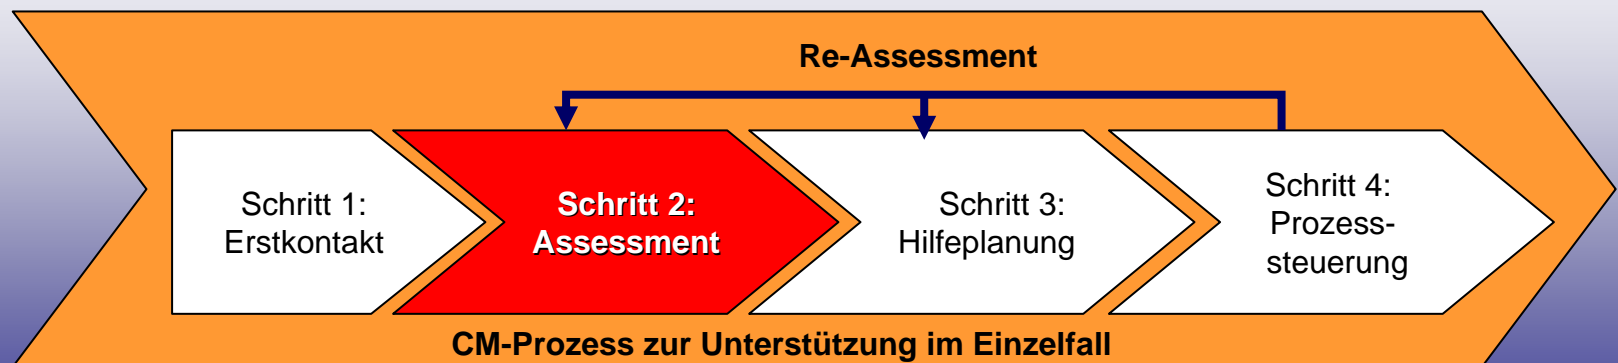 Re-Assessment
Schritt 1:
Erstkontakt
Schritt 2:
Assessment
Schritt 3:
Hilfeplanung
Schritt 4:
Prozess-
steuerung
CM-Prozess zur Unterstützung im Einzelfall